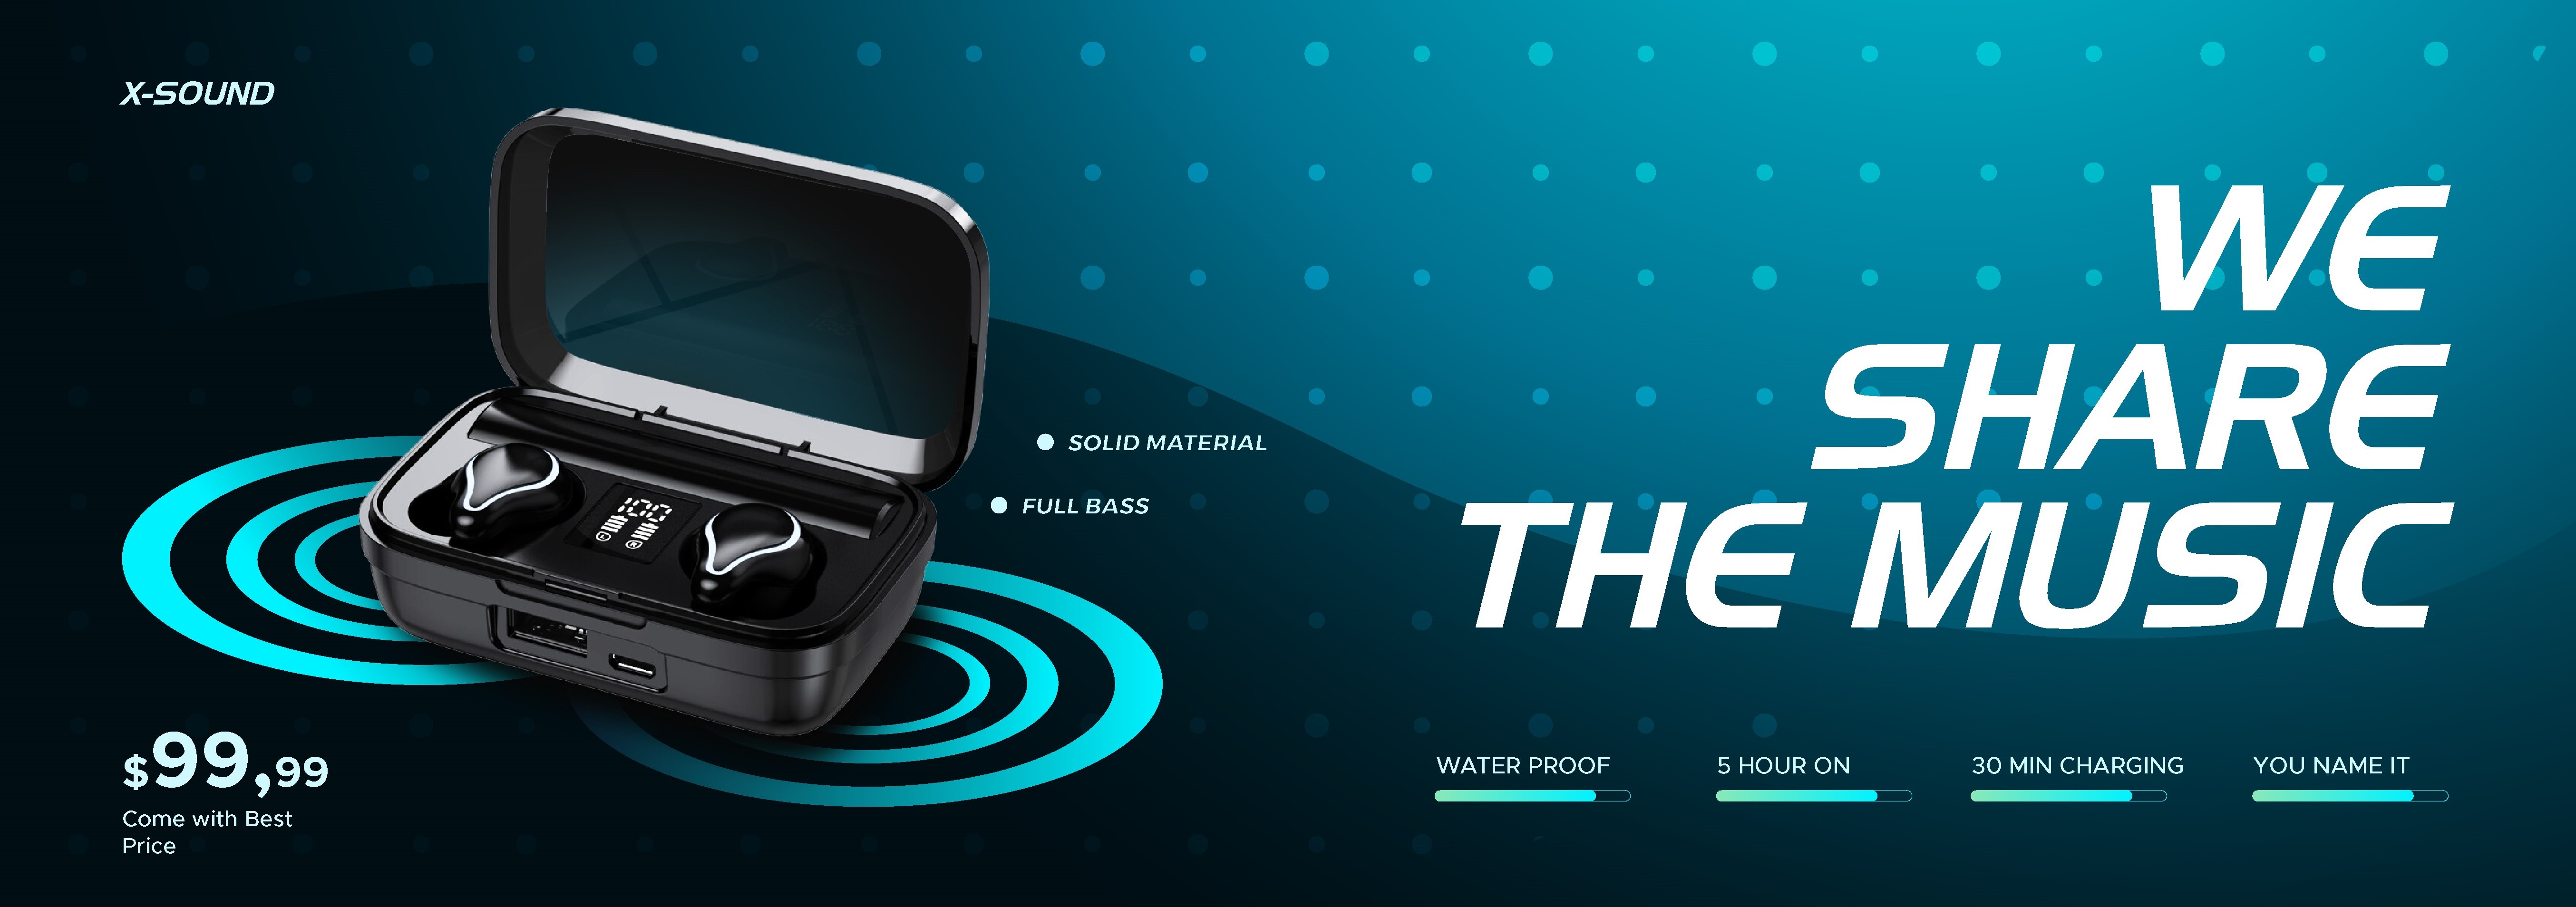 X-SOUND
WE
SHARE
THE MUSIC
SOLID MATERIAL
FULL BASS
$99,99
Come with Best
Price
WATER PROOF
5 HOUR ON
30 MIN CHARGING
YOU NAME IT